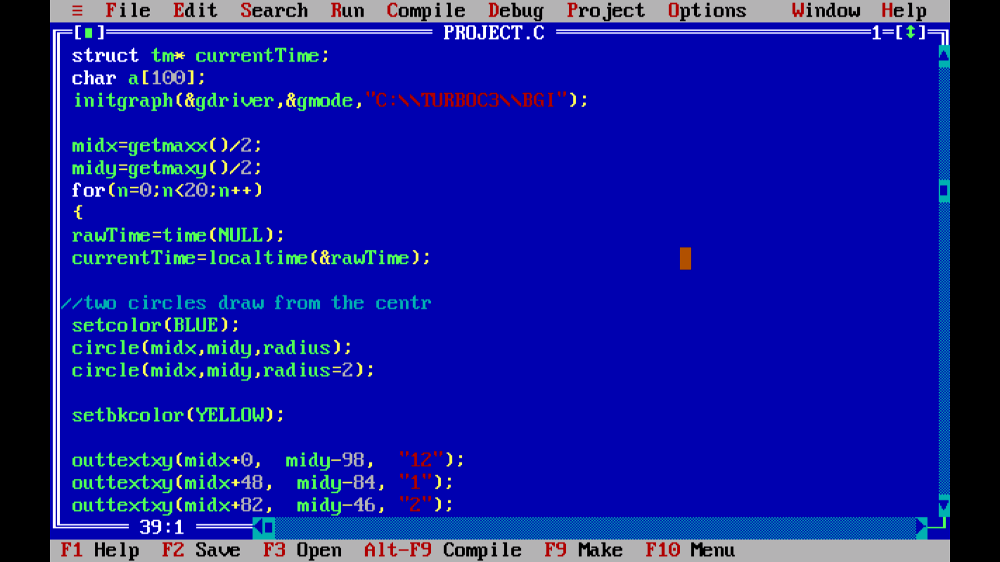 ≡ File Edit Search Run Compile Debug Project Options Window Help
[■] PROJECT.C 1=[↕]
struct tm* currentTime;
char a[100];
initgraph(&gdriver,&gmode,"C:\\TURBOC3\\BGI");
midx=getmaxx()/2;
midy=getmaxy()/2;
for(n=0;n<20;n++)
{
rawTime=time(NULL);
currentTime=localtime(&rawTime);
//two circles draw from the centr
setcolor(BLUE);
circle(midx,midy,radius);
circle(midx,midy,radius=2);
setbkcolor(YELLOW);
outtextxy(midx+0,  midy-98,  "12");
outtextxy(midx+48,  midy-84, "1");
outtextxy(midx+82,  midy-46, "2");
39:1
F1 Help F2 Save F3 Open Alt-F9 Compile F9 Make F10 Menu